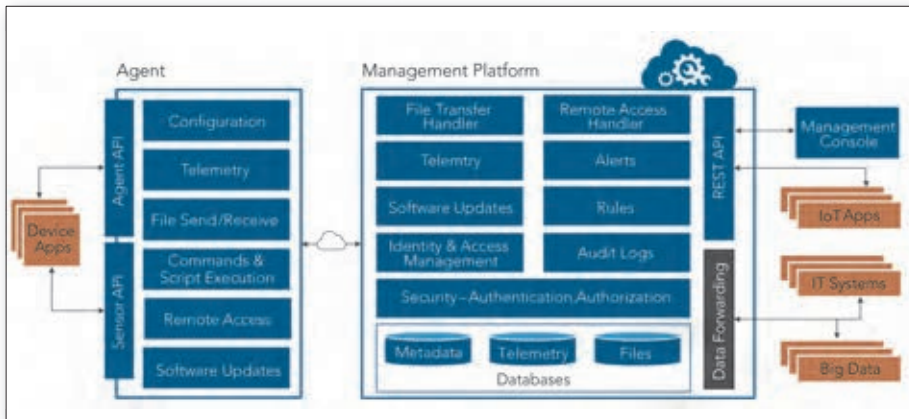 Agent
Management Platform
Agent API
Sensor API
Configuration
Telemetry
File Send/Receive
Commands &
Script Execution
Remote Access
Software Updates
Device
Apps
File Transfer
Handler
Remote Access
Handler
Telemtry
Alerts
Software Updates
Rules
Identity & Access
Management
Audit Logs
Security–Authentication,Authorization
Metadata
Telemetry
Files
Databases
REST API
Data Forwarding
Management
Console
IoT Apps
IT Systems
Big Data